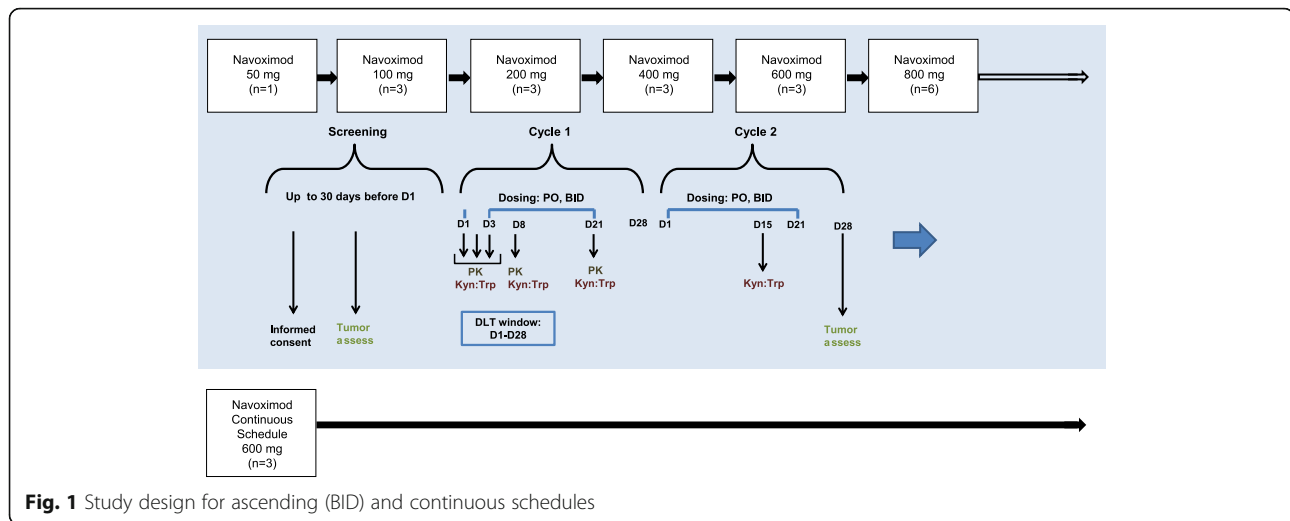 Navoximod
50 mg
(n=1)
Navoximod
100 mg
(n=3)
Navoximod
200 mg
(n=3)
Navoximod
400 mg
(n=3)
Navoximod
600 mg
(n=3)
Navoximod
800 mg
(n=6)
Screening
Up to 30 days before D1
Informed
consent
Tumor
assess
Cycle 1
Dosing: PO, BID
D1
D3
D8
D21
D28
PK
Kyn:Trp
PK
Kyn:Trp
PK
Kyn:Trp
DLT window:
D1-D28
Cycle 2
Dosing: PO, BID
D1
D15
D21
D28
Kyn:Trp
Tumor
assess
Navoximod
Continuous
Schedule
600 mg
(n=3)
Fig. 1 Study design for ascending (BID) and continuous schedules